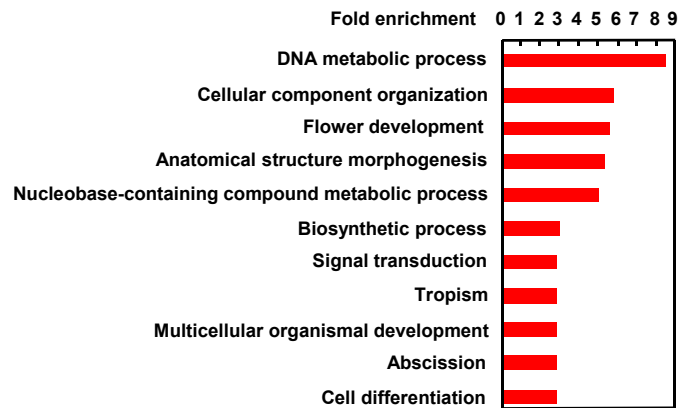 Fold enrichment 0 1 2 3 4 5 6 7 8 9
DNA metabolic process
Cellular component organization
Flower development
Anatomical structure morphogenesis
Nucleobase-containing compound metabolic process
Biosynthetic process
Signal transduction
Tropism
Multicellular organismal development
Abscission
Cell differentiation